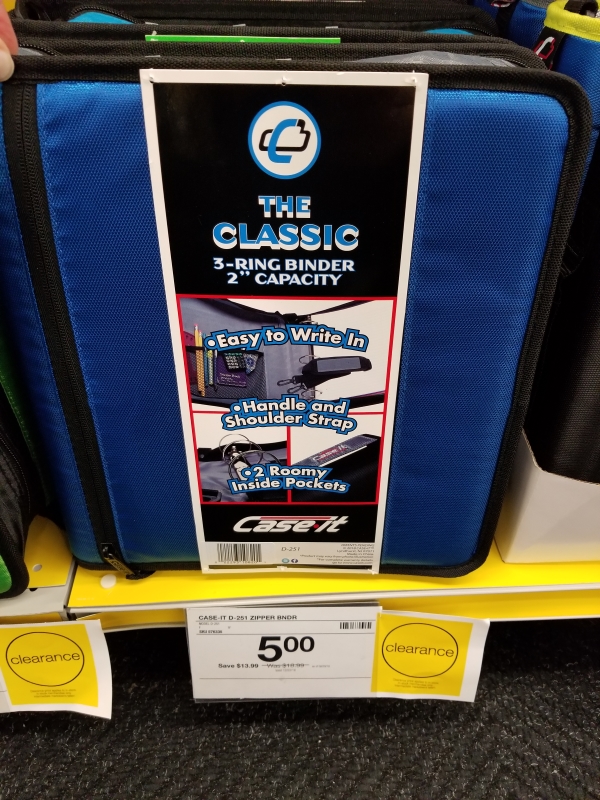 THE
CLASSIC
3-RING BINDER
2" CAPACITY
•Easy to Write In
•Handle and
Shoulder Strap
•2 Roomy
Inside Pockets
Case•it
D-251
CASE-IT D-251 ZIPPER BNDR
5.00
Save $13.99 Was $18.99
clearance
clearance